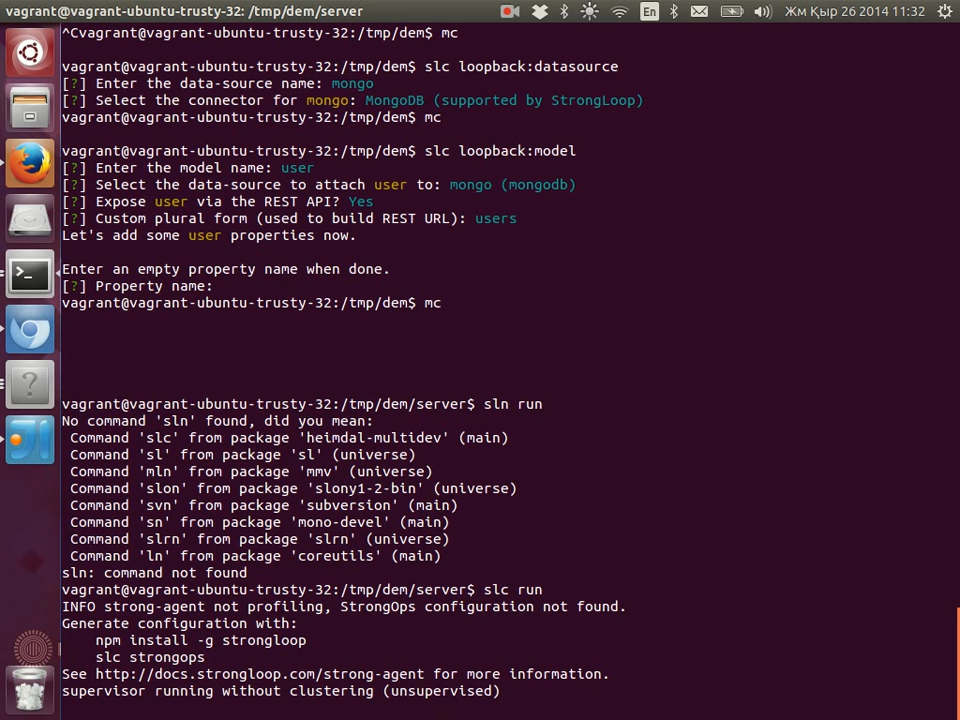 vagrant@vagrant-ubuntu-trusty-32: /tmp/dem/server
En
Жм Қыр 26 2014 11:32
^Cvagrant@vagrant-ubuntu-trusty-32:/tmp/dem$ mc
vagrant@vagrant-ubuntu-trusty-32:/tmp/dem$ slc loopback:datasource
[?] Enter the data-source name: mongo
[?] Select the connector for mongo: MongoDB (supported by StrongLoop)
vagrant@vagrant-ubuntu-trusty-32:/tmp/dem$ mc
vagrant@vagrant-ubuntu-trusty-32:/tmp/dem$ slc loopback:model
[?] Enter the model name: user
[?] Select the data-source to attach user to: mongo (mongodb)
[?] Expose user via the REST API? Yes
[?] Custom plural form (used to build REST URL): users
Let's add some user properties now.
Enter an empty property name when done.
[?] Property name:
vagrant@vagrant-ubuntu-trusty-32:/tmp/dem$ mc
vagrant@vagrant-ubuntu-trusty-32:/tmp/dem/server$ sln run
No command 'sln' found, did you mean:
 Command 'slc' from package 'heimdal-multidev' (main)
 Command 'sl' from package 'sl' (universe)
 Command 'mln' from package 'mmv' (universe)
 Command 'slon' from package 'slony1-2-bin' (universe)
 Command 'svn' from package 'subversion' (main)
 Command 'sn' from package 'mono-devel' (main)
 Command 'slrn' from package 'slrn' (universe)
 Command 'ln' from package 'coreutils' (main)
sln: command not found
vagrant@vagrant-ubuntu-trusty-32:/tmp/dem/server$ slc run
INFO strong-agent not profiling, StrongOps configuration not found.
Generate configuration with:
    npm install -g strongloop
    slc strongops
See http://docs.strongloop.com/strong-agent for more information.
supervisor running without clustering (unsupervised)